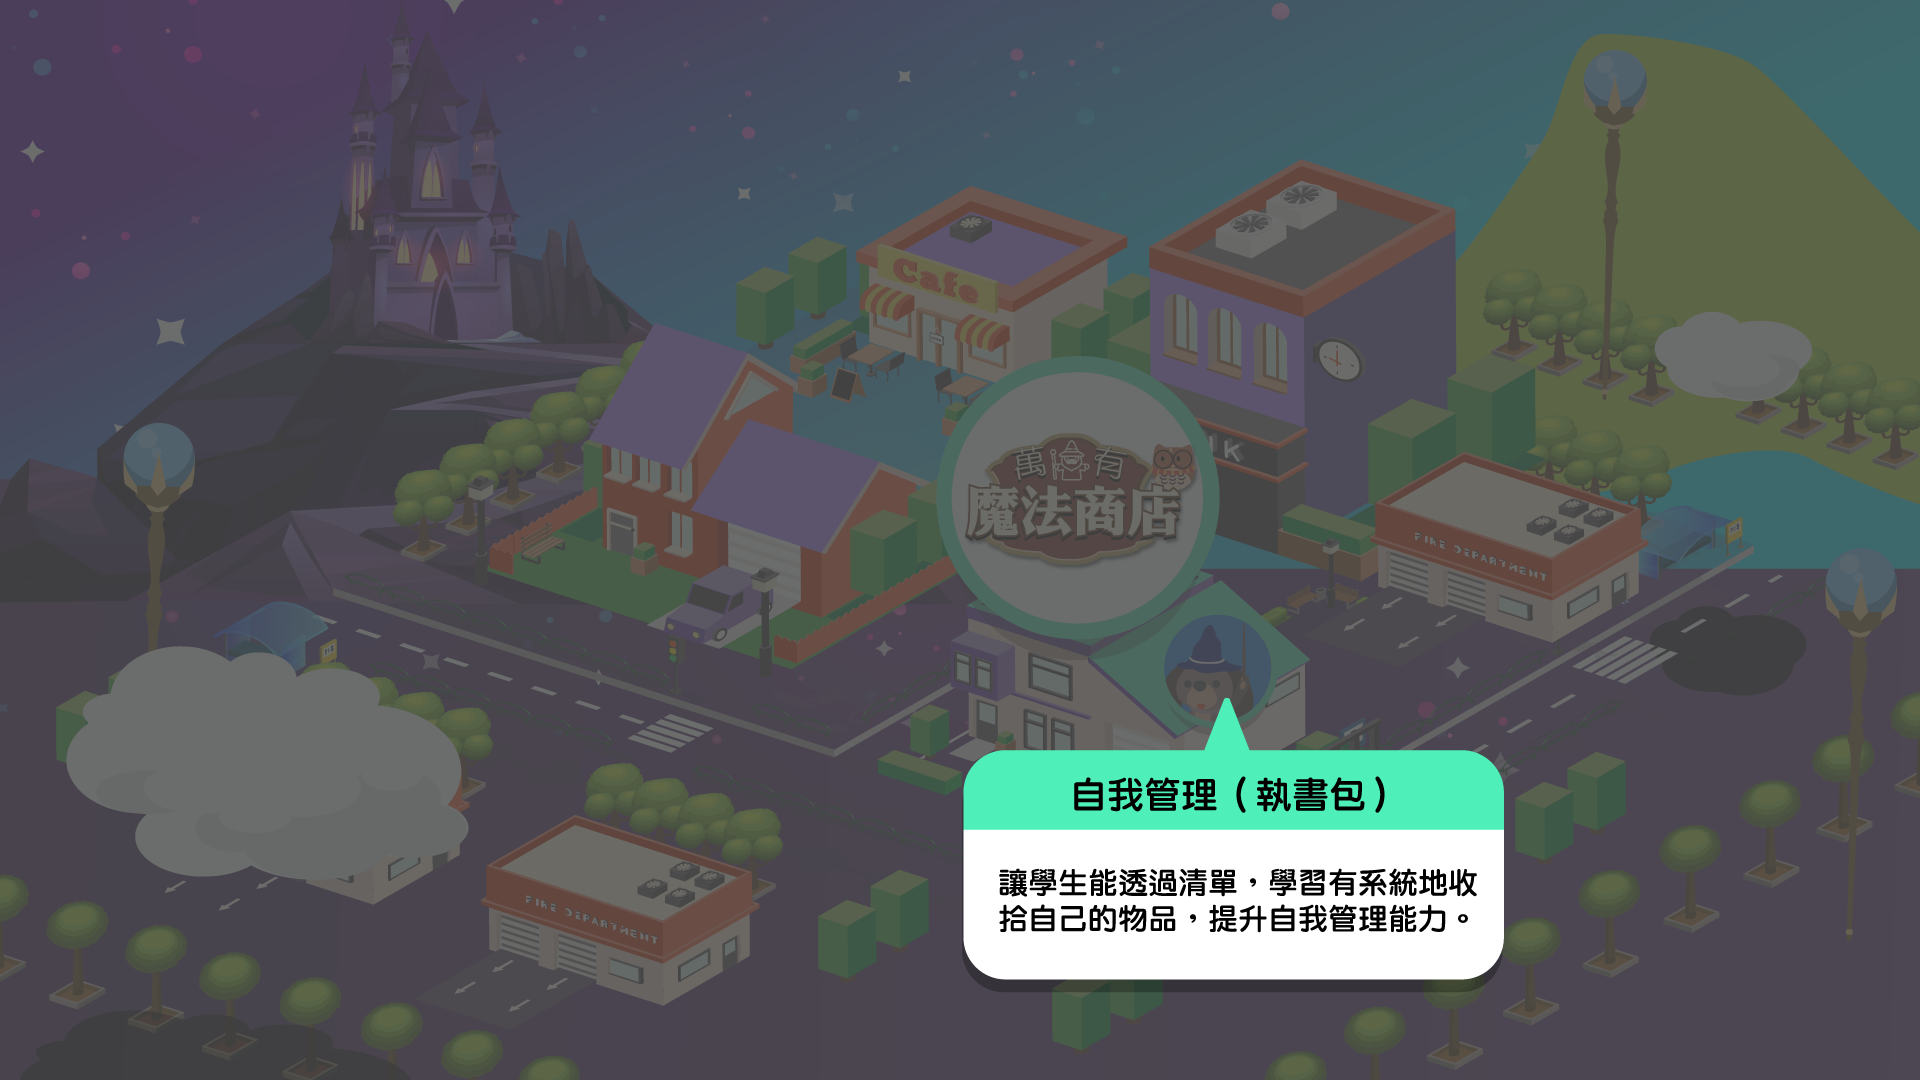 Cafe
萬有
魔法商店
FIRE DEPARTMENT
自我管理（執書包）
讓學生能透過清單，學習有系統地收
拾自己的物品，提升自我管理能力。
FIRE DEPARTMENT